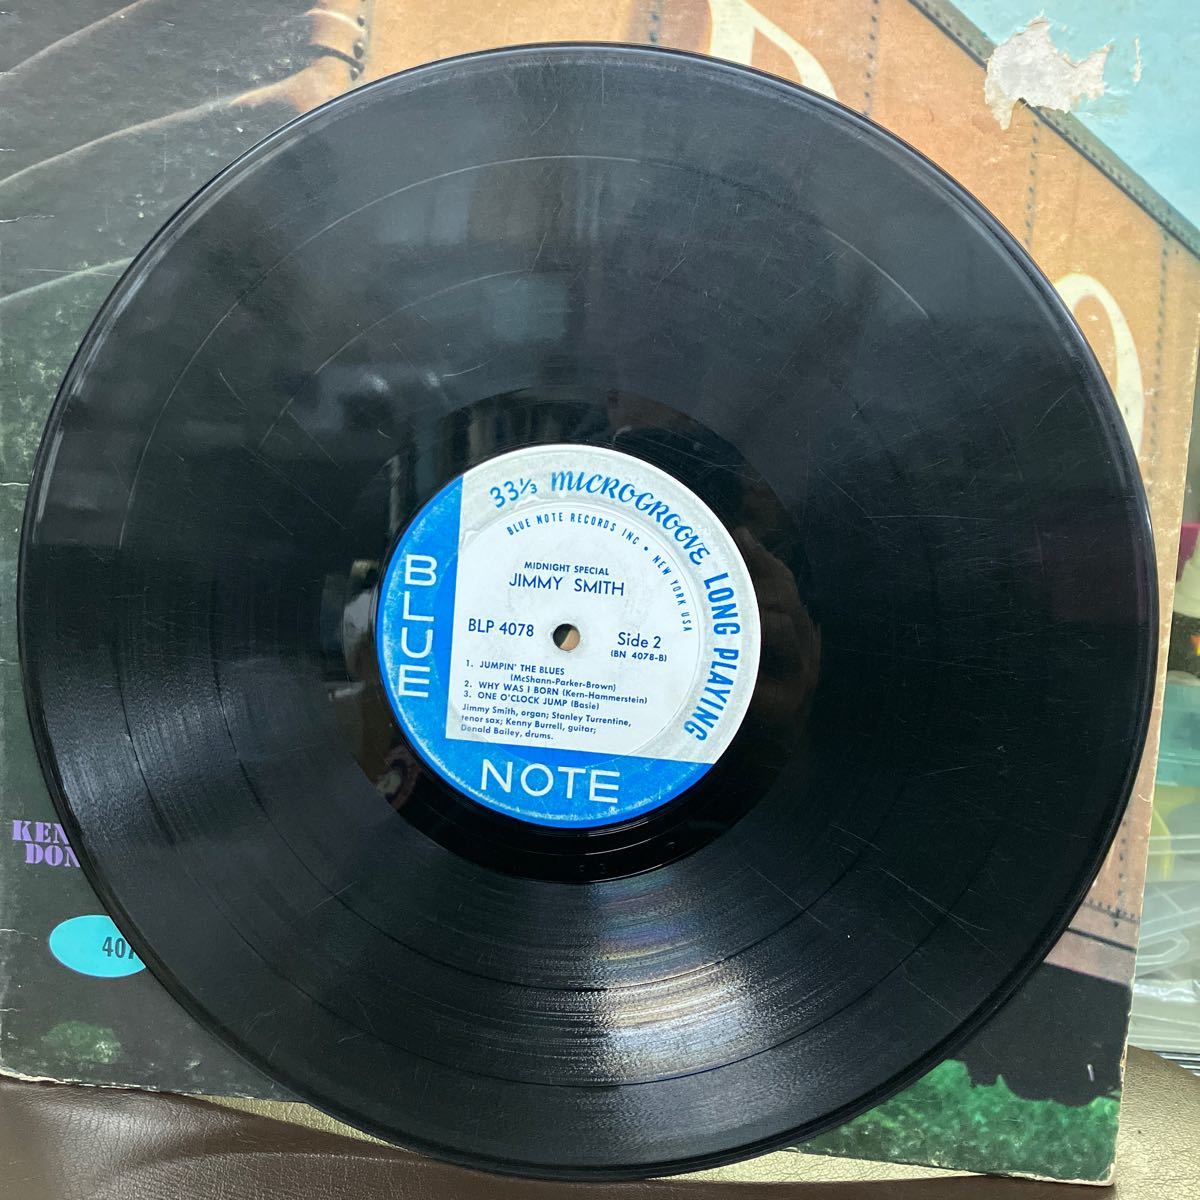 33⅓ MICROGROOVE LONG PLAYING
BLUE NOTE RECORDS INC • NEW YORK USA
MIDNIGHT SPECIAL
JIMMY SMITH
BLP 4078
Side 2
(BN 4078-B)
1. JUMPIN' THE BLUES
(McShann-Parker-Brown)
2. WHY WAS I BORN (Kern-Hammerstein)
3. ONE O'CLOCK JUMP (Basie)
Jimmy Smith, organ; Stanley Turrentine,
tenor sax; Kenny Burrell, guitar;
Donald Bailey, drums.
BLUE
NOTE
®
KEN
DON
407